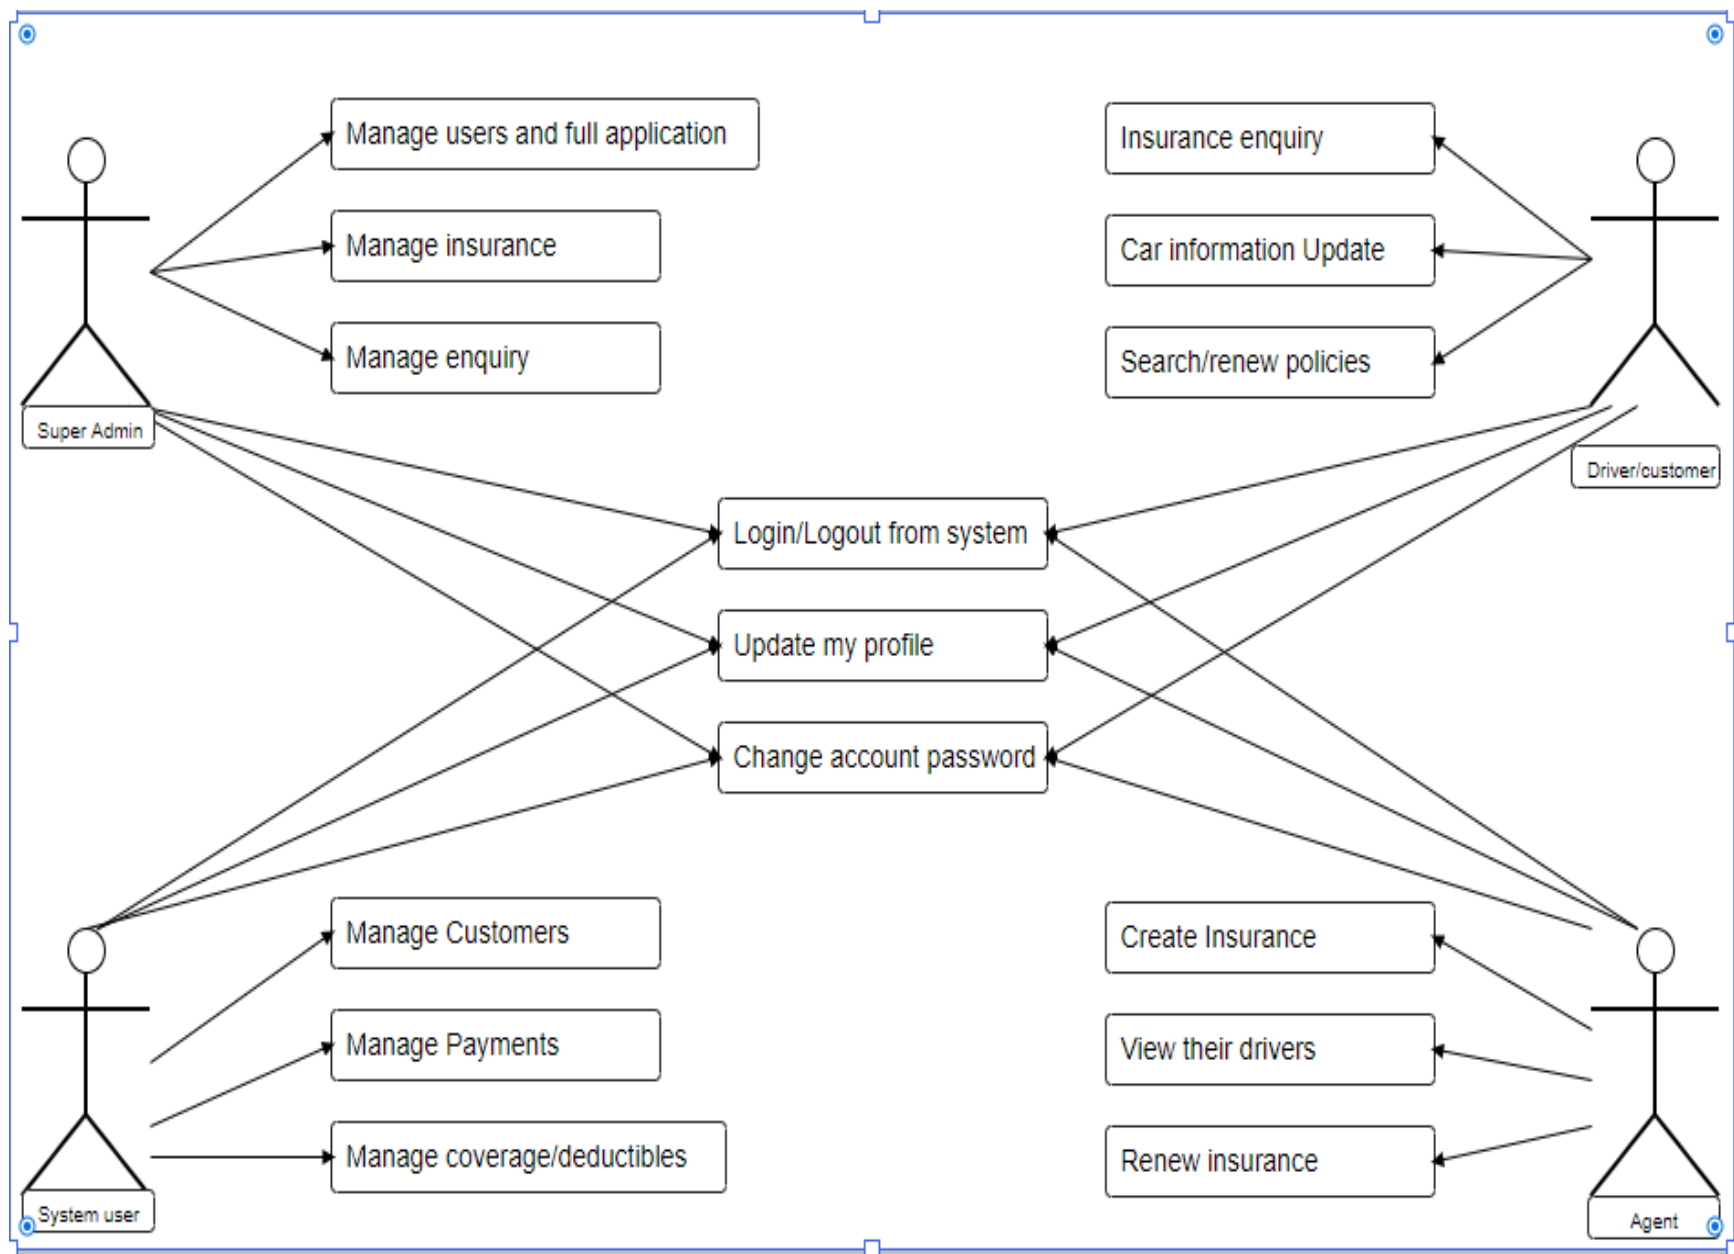 Manage users and full application
Insurance enquiry
Manage insurance
Car information Update
Manage enquiry
Search/renew policies
Super Admin
Driver/customer
Login/Logout from system
Update my profile
Change account password
Manage Customers
Create Insurance
Manage Payments
View their drivers
Manage coverage/deductibles
Renew insurance
System user
Agent